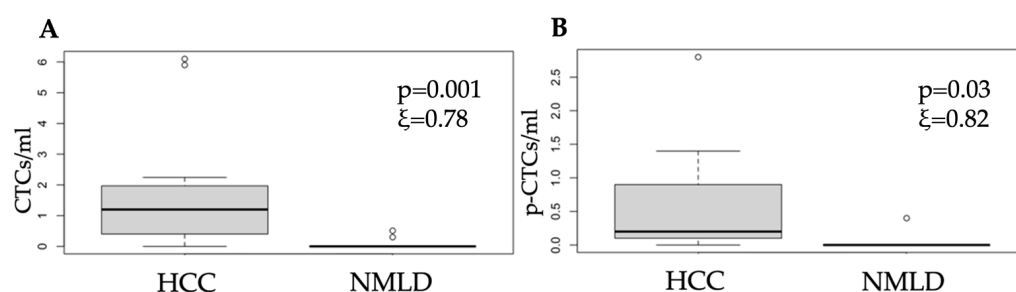 A
CTCs/ml
6
5
4
3
2
1
0
p=0.001
ξ=0.78
HCC
NMLD
B
p-CTCs/ml
2.5
2.0
1.5
1.0
0.5
0.0
p=0.03
ξ=0.82
HCC
NMLD